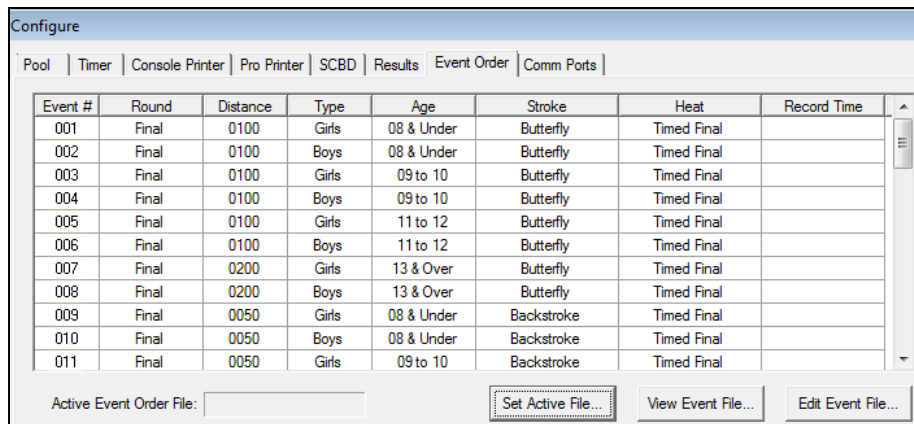 Configure
Pool Timer Console Printer Pro Printer SCBD Results Event Order Comm Ports
Event # Round Distance Type Age Stroke Heat Record Time
001 Final 0100 Girls 08 & Under Butterfly Timed Final
002 Final 0100 Boys 08 & Under Butterfly Timed Final
003 Final 0100 Girls 09 to 10 Butterfly Timed Final
004 Final 0100 Boys 09 to 10 Butterfly Timed Final
005 Final 0100 Girls 11 to 12 Butterfly Timed Final
006 Final 0100 Boys 11 to 12 Butterfly Timed Final
007 Final 0200 Girls 13 & Over Butterfly Timed Final
008 Final 0200 Boys 13 & Over Butterfly Timed Final
009 Final 0050 Girls 08 & Under Backstroke Timed Final
010 Final 0050 Boys 08 & Under Backstroke Timed Final
011 Final 0050 Girls 09 to 10 Backstroke Timed Final
Active Event Order File: Set Active File... View Event File... Edit Event File...